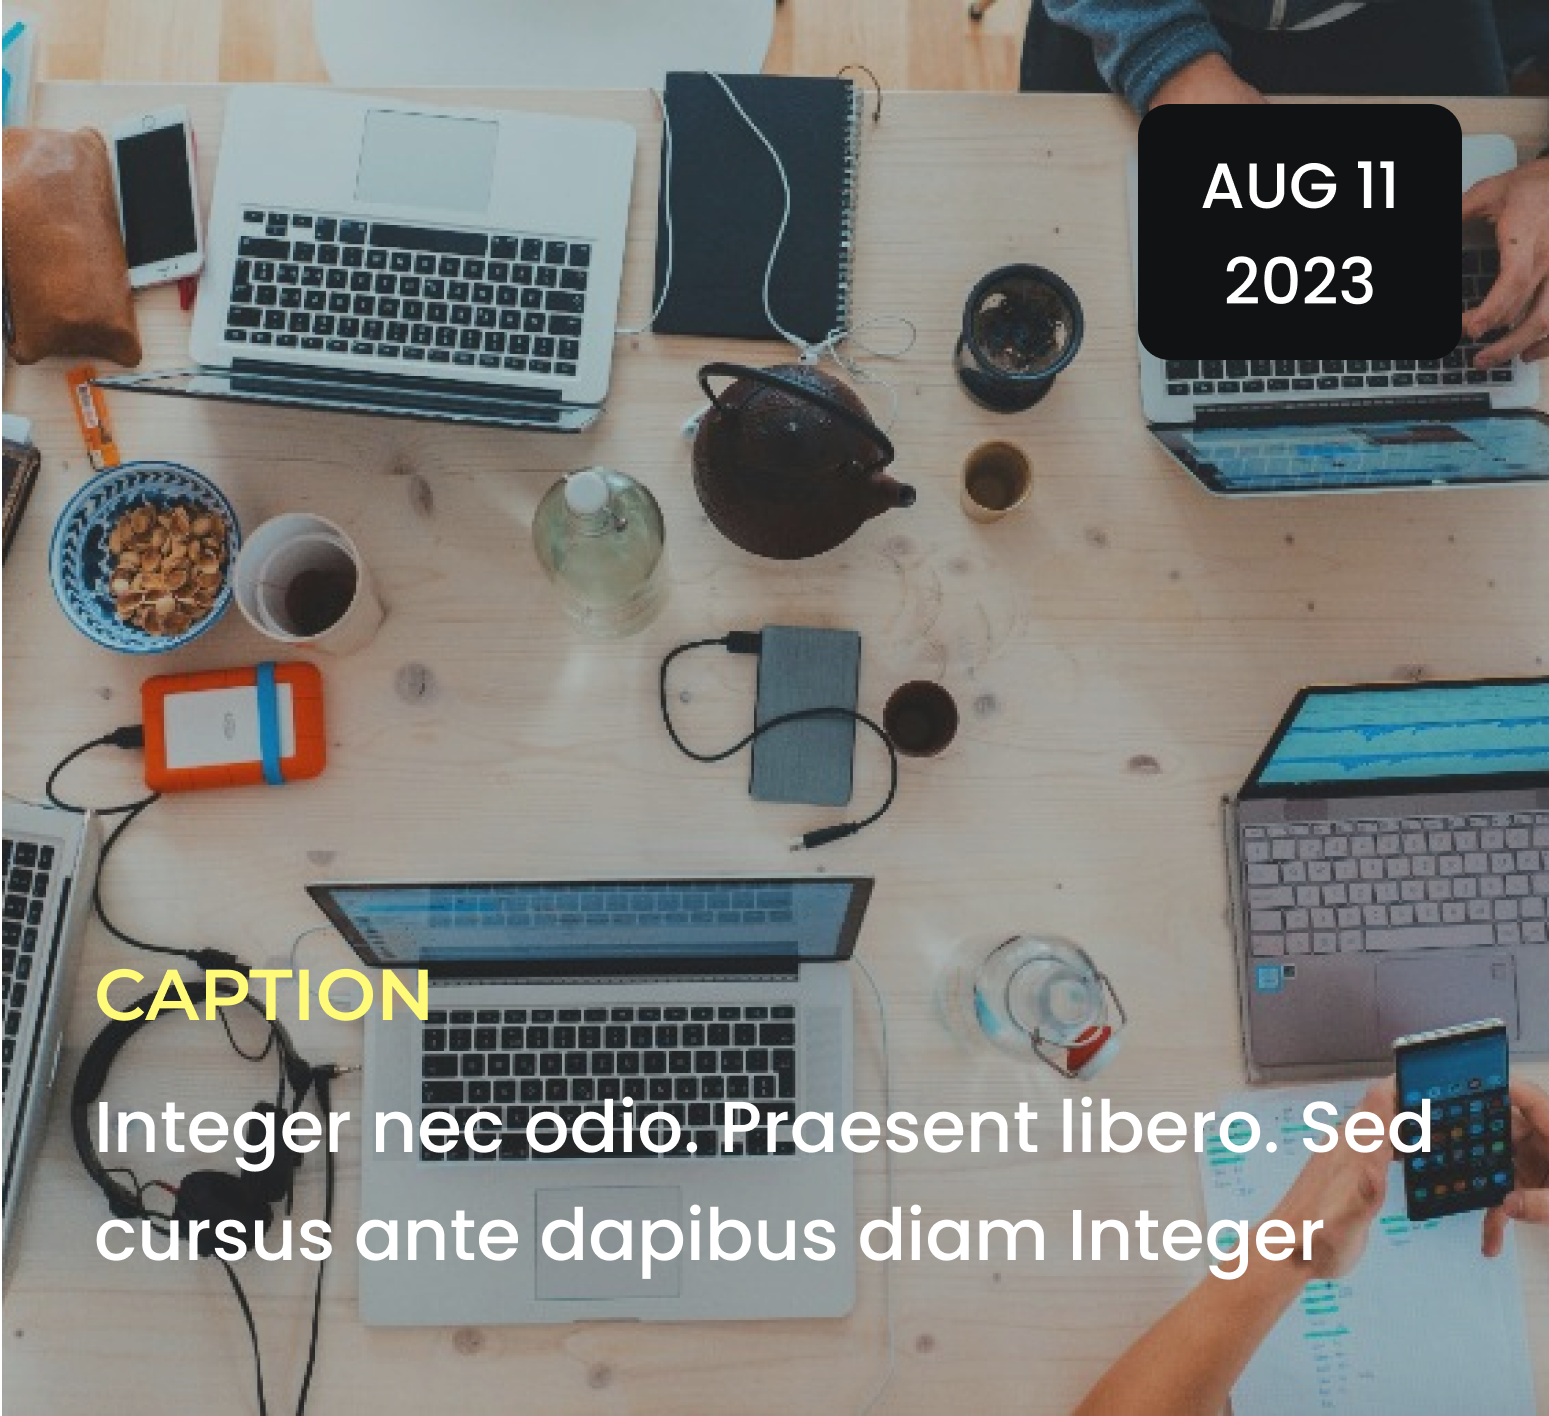 AUG 11
2023
CAPTION
Integer nec odio. Praesent libero. Sed
cursus ante dapibus diam Integer